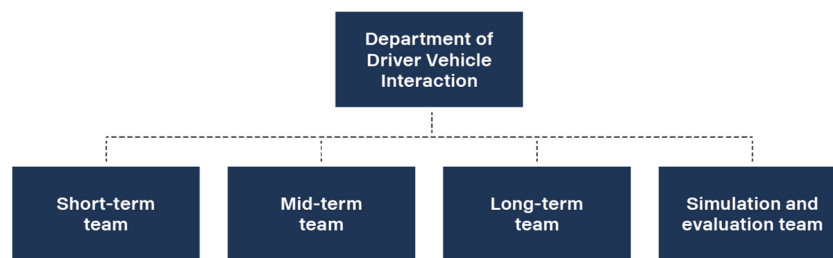 Department of
Driver Vehicle
Interaction
Short-term
team
Mid-term
team
Long-term
team
Simulation and
evaluation team